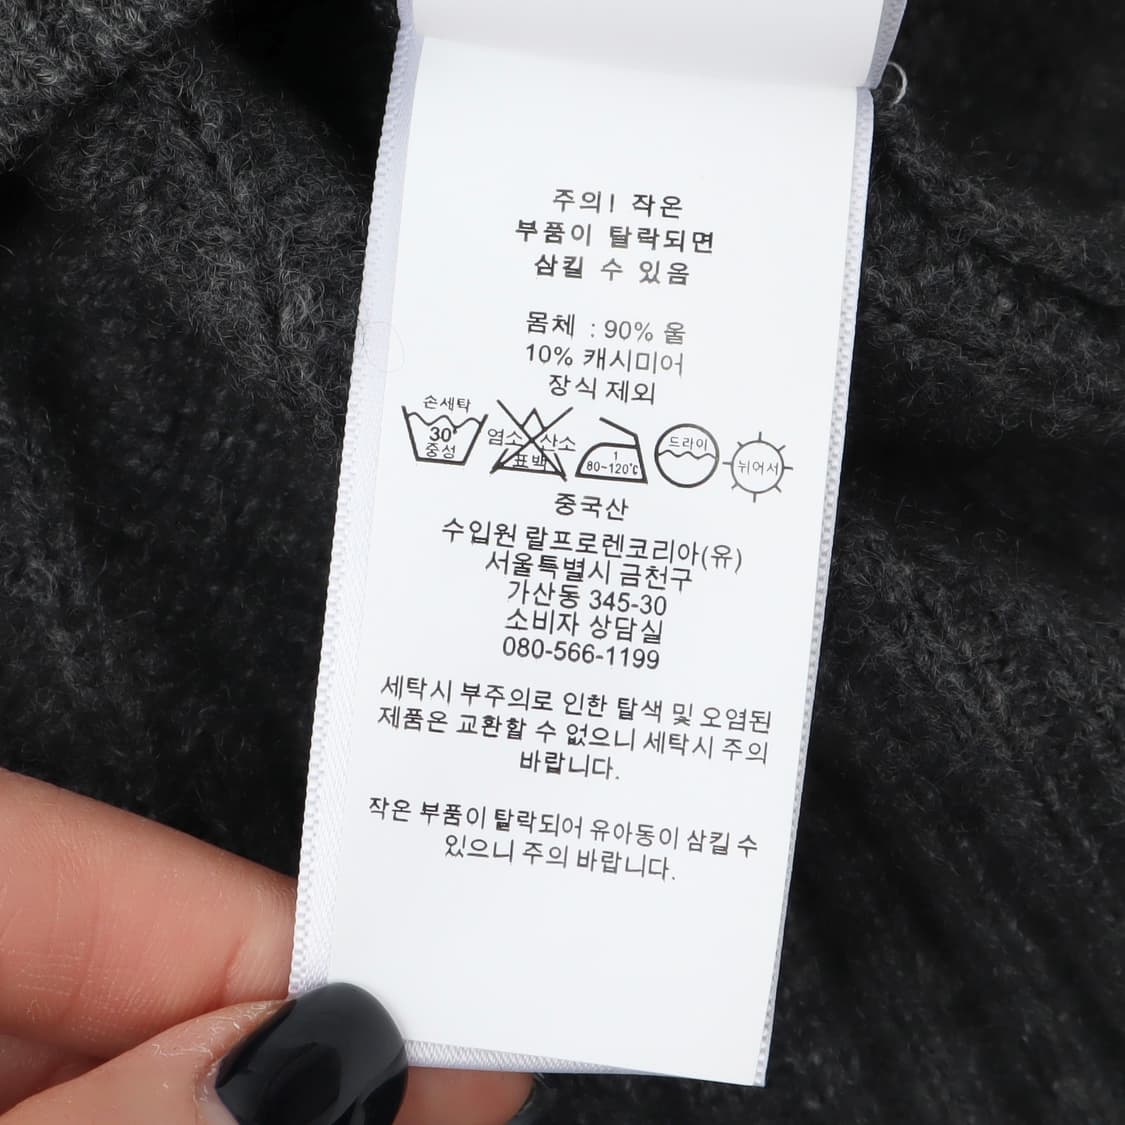 주의! 작은
부품이 탈락되면
삼킬 수 있음
몸체 : 90% 울
10% 캐시미어
장식 제외
손세탁
30°
중성
염소 산소
표백
1
80~120°C
드라이
뉘어서
중국산
수입원 랄프로렌코리아(유)
서울특별시 금천구
가산동 345-30
소비자 상담실
080-566-1199
세탁시 부주의로 인한 탈색 및 오염된
제품은 교환할 수 없으니 세탁시 주의
바랍니다.
작은 부품이 탈락되어 유아동이 삼킬 수
있으니 주의 바랍니다.